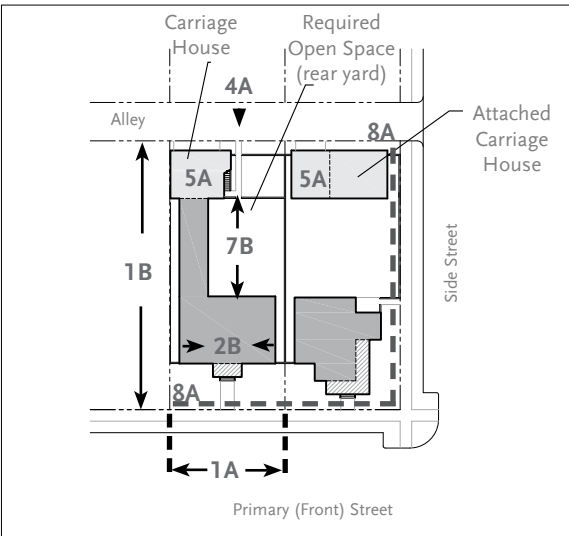 Carriage
House
Required
Open Space
(rear yard)
4A
Alley
8A
Attached
Carriage
House
5A
5A
7B
1B
Side Street
2B
8A
1A
Primary (Front) Street